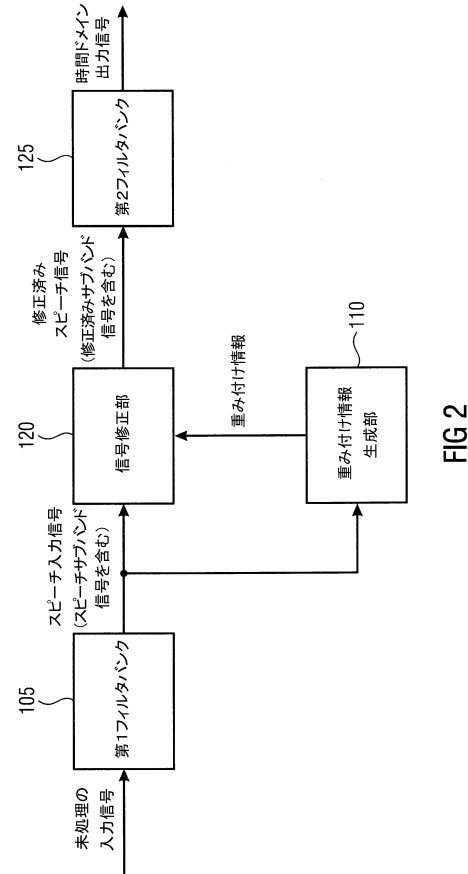 未処理の
入力信号
105
第1フィルタバンク
スピーチ入力信号
(スピーチサブバンド
信号を含む)
120
信号修正部
修正済み
スピーチ信号
(修正済みサブバンド
信号を含む)
125
第2フィルタバンク
時間ドメイン
出力信号
重み付け情報
110
重み付け情報
生成部
FIG 2